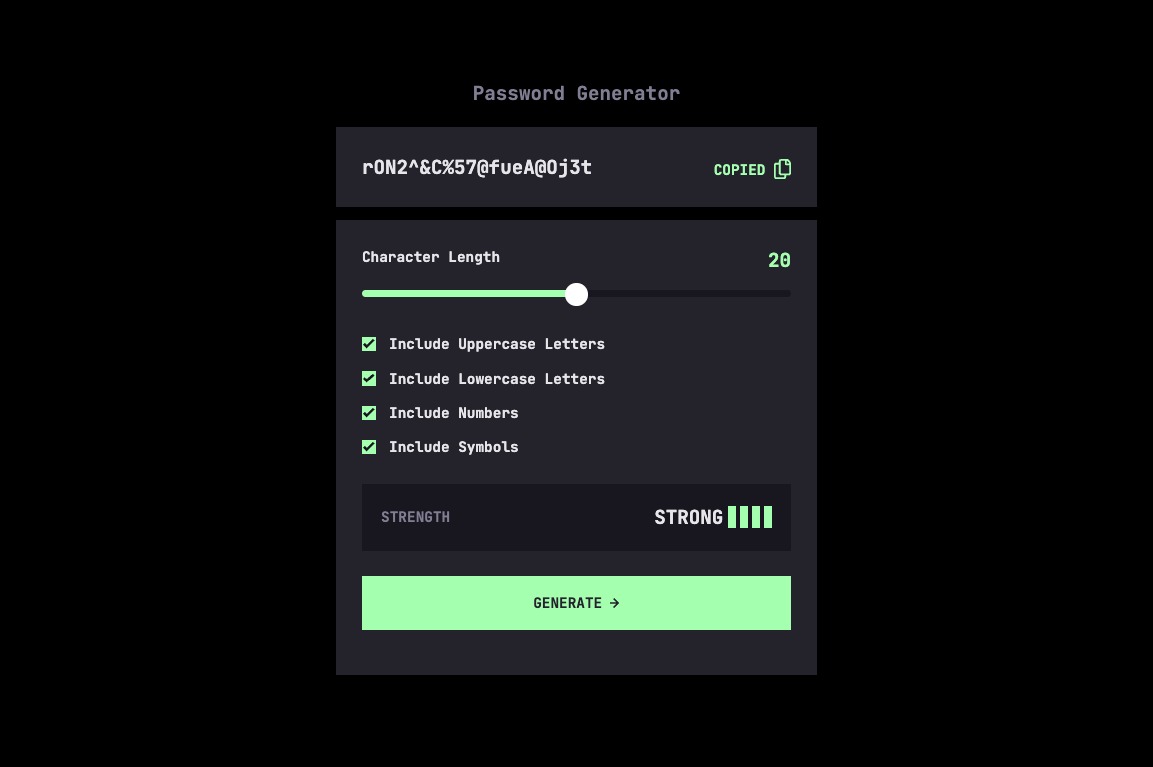 Password Generator
rON2^&C%57@fueA@Oj3t
COPIED
Character Length
20
Include Uppercase Letters
Include Lowercase Letters
Include Numbers
Include Symbols
STRENGTH
STRONG
GENERATE →